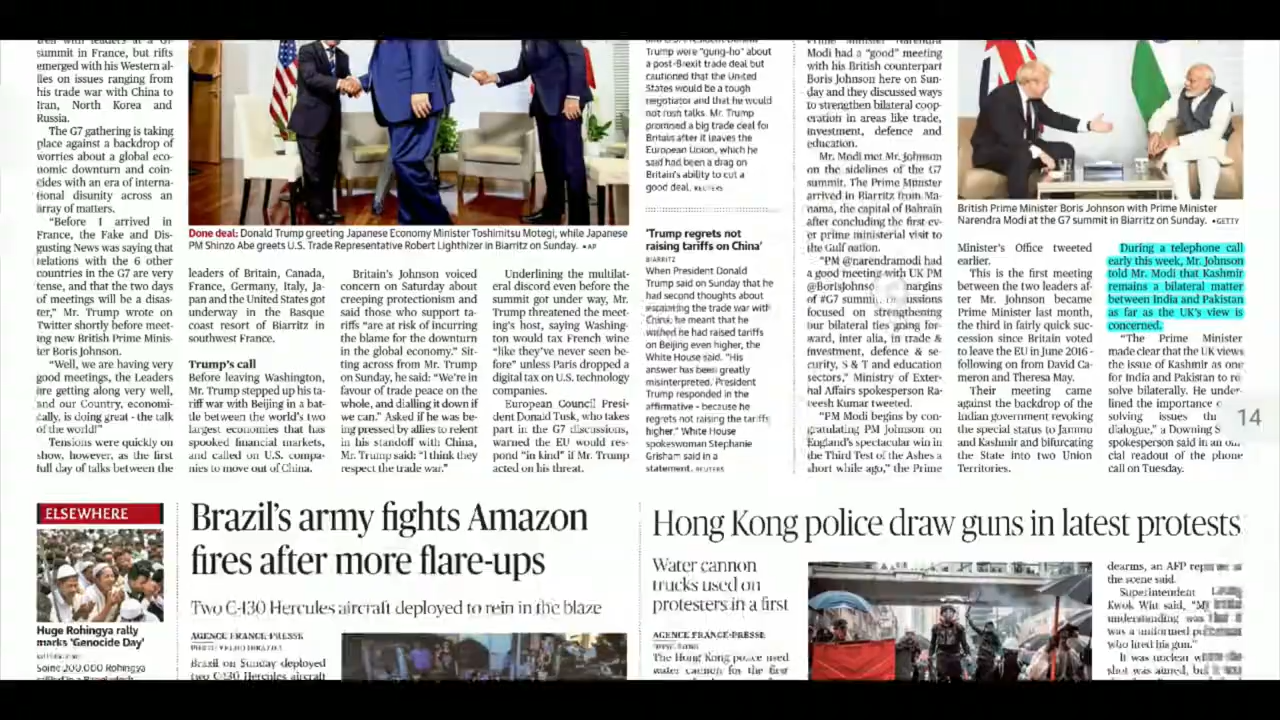 summit in France, but rifts
emerged with his Western al-
lies on issues ranging from
his trade war with China to
Iran, North Korea and
Russia.
The G7 gathering is taking
place against a backdrop of
worries about a global eco-
nomic downturn and coin-
cides with an era of interna-
tional disunity across an
array of matters.
"Before I arrived in
France, the Fake and Dis-
gusting News was saying that
relations with the 6 other
countries in the G7 are very
tense, and that the two days
of meetings will be a disas-
ter," Mr. Trump wrote on
Twitter shortly before meet-
ing new British Prime Minis-
ter Boris Johnson.
"Well, we are having very
good meetings, the Leaders
are getting along very well,
and our Country, economi-
cally, is doing great - the talk
of the world!"
Tensions were quickly on
show, however, as the first
full day of talks between the
Done deal: Donald Trump greeting Japanese Economy Minister Toshimitsu Motegi, while Japanese
PM Shinzo Abe greets U.S. Trade Representative Robert Lighthizer in Biarritz on Sunday. •AP
leaders of Britain, Canada,
France, Germany, Italy, Ja-
pan and the United States got
underway in the Basque
coast resort of Biarritz in
southwest France.
Trump's call
Before leaving Washington,
Mr. Trump stepped up his ta-
riff war with Beijing in a bat-
tle between the world's two
largest economies that has
spooked financial markets,
and called on U.S. compa-
nies to move out of China.
Britain's Johnson voiced
concern on Saturday about
creeping protectionism and
said those who support ta-
riffs "are at risk of incurring
the blame for the downturn
in the global economy." Sit-
ting across from Mr. Trump
on Sunday, he said: "We're in
favour of trade peace on the
whole, and dialling it down if
we can." Asked if he was be-
ing pressed by allies to relent
in his standoff with China,
Mr. Trump said: "I think they
respect the trade war."
Underlining the multilat-
eral discord even before the
summit got under way, Mr.
Trump threatened the meet-
ing's host, saying Washing-
ton would tax French wine
"like they've never seen be-
fore" unless Paris dropped a
digital tax on U.S. technology
companies.
European Council Presi-
dent Donald Tusk, who takes
part in the G7 discussions,
warned the EU would res-
pond "in kind" if Mr. Trump
acted on his threat.
Trump were "gung-ho" about
a post-Brexit trade deal but
cautioned that the United
States would be a tough
negotiator and that he would
not rush talks. Mr. Trump
promised a big trade deal for
Britain after it leaves the
European Union, which he
said had been a drag on
Britain's ability to cut a
good deal. REUTERS
'Trump regrets not
raising tariffs on China'
BIARRITZ
When President Donald
Trump said on Sunday that he
had second thoughts about
escalating the trade war with
China, he meant that he
wished he had raised tariffs
on Beijing even higher, the
White House said. "His
answer has been greatly
misinterpreted. President
Trump responded in the
affirmative - because he
regrets not raising the tariffs
higher," White House
spokeswoman Stephanie
Grisham said in a
statement. REUTERS
Prime Minister Narendra
Modi had a "good" meeting
with his British counterpart
Boris Johnson here on Sun-
day and they discussed ways
to strengthen bilateral coop-
eration in areas like trade,
investment, defence and
education.
Mr. Modi met Mr. Johnson
on the sidelines of the G7
summit. The Prime Minister
arrived in Biarritz from Ma-
nama, the capital of Bahrain
after concluding the first ev-
er prime ministerial visit to
the Gulf nation.
"PM @narendramodi had
a good meeting with UK PM
@BorisJohnson margins
of #G7 summit.
focused on strengthening
our bilateral ties going for-
ward, inter alia, in trade &
investment, defence & se-
curity, S & T and education
sectors," Ministry of Exter-
nal Affairs spokesperson Ra-
veesh Kumar tweeted.
"PM Modi begins by con-
gratulating PM Johnson on
England's spectacular win in
the Third Test of the Ashes a
short while ago," the Prime
British Prime Minister Boris Johnson with Prime Minister
Narendra Modi at the G7 summit in Biarritz on Sunday. •GETTY
Minister's Office tweeted
earlier.
This is the first meeting
between the two leaders af-
ter Mr. Johnson became
Prime Minister last month,
the third in fairly quick suc-
cession since Britain voted
to leave the EU in June 2016 -
following on from David Ca-
meron and Theresa May.
Their meeting came
against the backdrop of the
Indian government revoking
the special status to Jammu
and Kashmir and bifurcating
the State into two Union
Territories.
During a telephone call
early this week, Mr. Johnson
told Mr. Modi that Kashmir
remains a bilateral matter
between India and Pakistan
as far as the UK's view is
concerned.
"The Prime Minister
made clear that the UK views
the issue of Kashmir as one
for India and Pakistan to re-
solve bilaterally. He under-
lined the importance
solving issues
dialogue," a Downing S
spokesperson said in an
cial readout of the phone
call on Tuesday.
14
ELSEWHERE
Huge Rohingya rally
marks 'Genocide Day'
Some 200,000 Rohingya
Brazil's army fights Amazon
fires after more flare-ups
Two C-130 Hercules aircraft deployed to rein in the blaze
AGENCE FRANCE-PRESSE
Brazil on Sunday deployed
two C-130 Hercules aircraft
Hong Kong police draw guns in latest protests
Water cannon
trucks used on
protesters in a first
AGENCE FRANCE-PRESSE
HONG KONG
The Hong Kong police used
water cannon for the first
the scene said.
Superintendent
Kwok Wai said, "My
understanding was
was a uniformed
who fired his gun."
It was unclear
shot was aimed, but